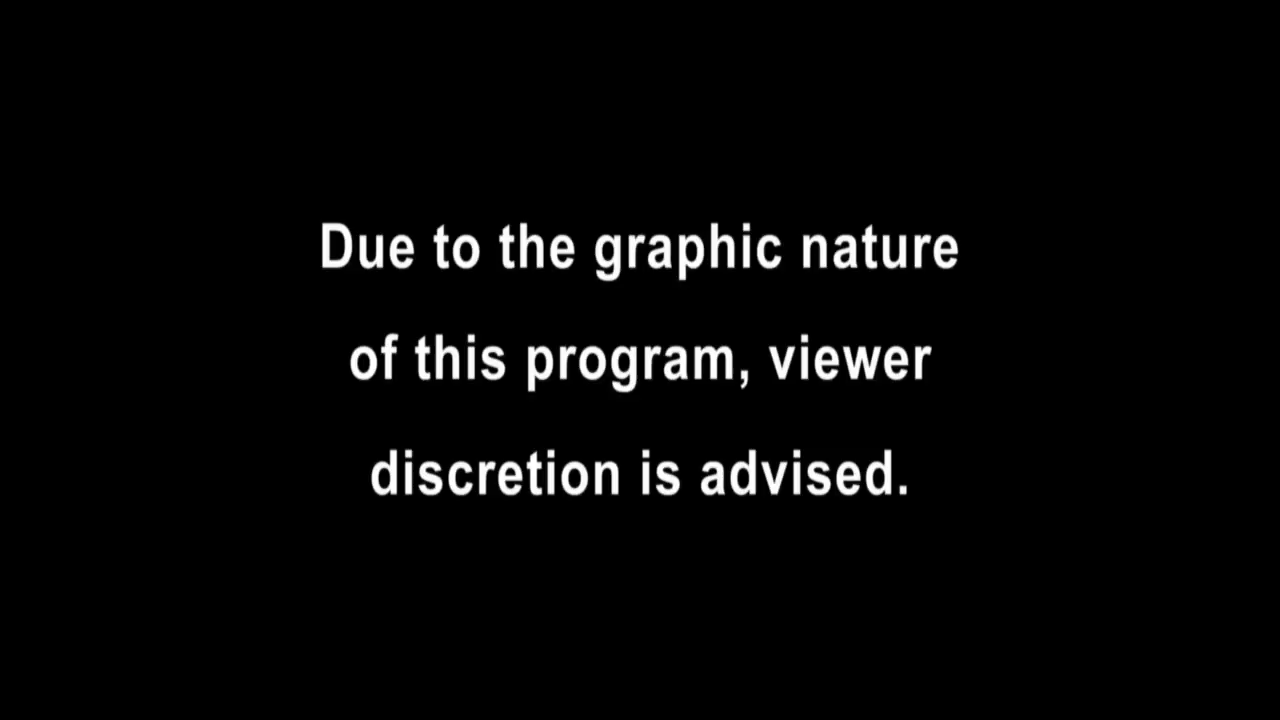 Due to the graphic nature
of this program, viewer
discretion is advised.